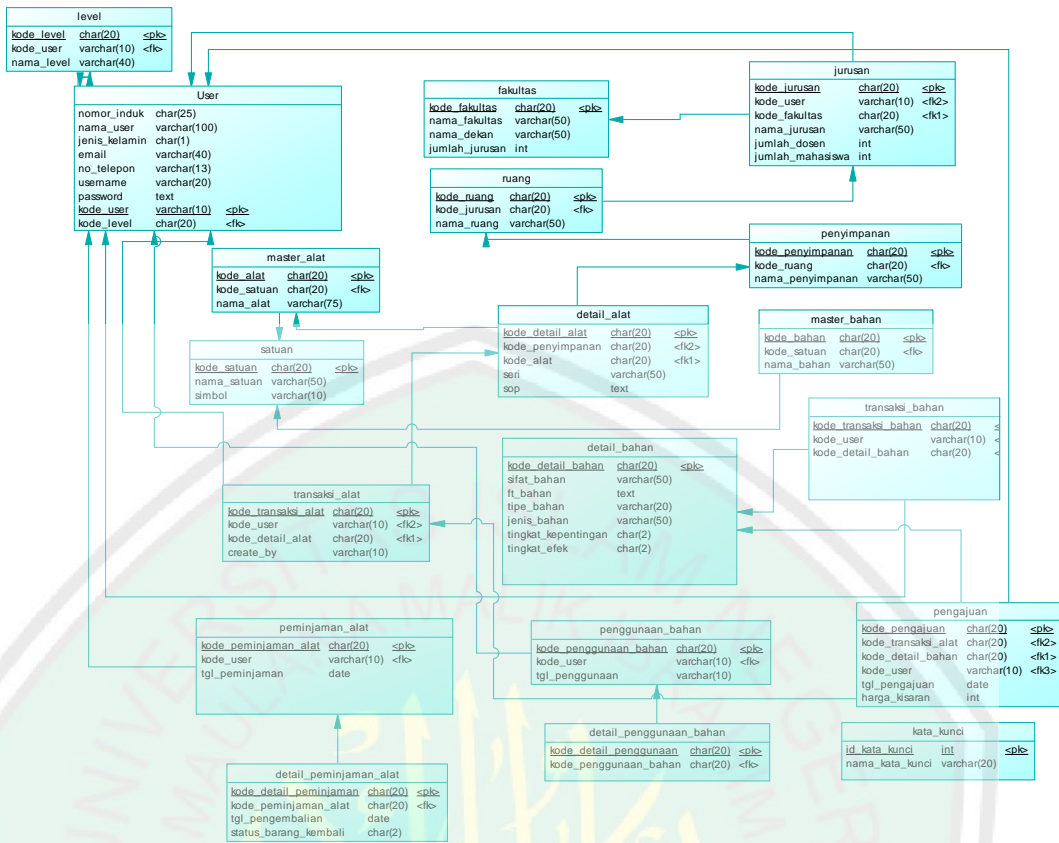 level
kode_level char(20) <pk>
kode_user varchar(10) <fk>
nama_level varchar(40)
User
nomor_induk char(25)
nama_user varchar(100)
jenis_kelamin char(1)
email varchar(40)
no_telepon varchar(13)
username varchar(20)
password text
kode_user varchar(10) <pk>
kode_level char(20) <fk>
fakultas
kode_fakultas char(20) <pk>
nama_fakultas varchar(50)
nama_dekan varchar(50)
jumlah_jurusan int
jurusan
kode_jurusan char(20) <pk>
kode_user varchar(10) <fk2>
kode_fakultas char(20) <fk1>
nama_jurusan varchar(50)
jumlah_dosen int
jumlah_mahasiswa int
ruang
kode_ruang char(20) <pk>
kode_jurusan char(20) <fk>
nama_ruang varchar(50)
penyimpanan
kode_penyimpanan char(20) <pk>
kode_ruang char(20) <fk>
nama_penyimpanan varchar(50)
master_alat
kode_alat char(20) <pk>
kode_satuan char(20) <fk>
nama_alat varchar(75)
detail_alat
kode_detail_alat char(20) <pk>
kode_penyimpanan char(20) <fk2>
kode_alat char(20) <fk1>
seri varchar(50)
sop text
master_bahan
kode_bahan char(20) <pk>
kode_satuan char(20) <fk>
nama_bahan varchar(50)
satuan
kode_satuan char(20) <pk>
nama_satuan varchar(50)
simbol varchar(10)
transaksi_bahan
kode_transaksi_bahan char(20) <
kode_user varchar(10) <
kode_detail_bahan char(20) <
detail_bahan
kode_detail_bahan char(20) <pk>
sifat_bahan varchar(50)
ft_bahan text
tipe_bahan varchar(20)
jenis_bahan varchar(50)
tingkat_kepentingan char(2)
tingkat_efek char(2)
transaksi_alat
kode_transaksi_alat char(20) <pk>
kode_user varchar(10) <fk2>
kode_detail_alat char(20) <fk1>
create_by varchar(10)
pengajuan
kode_pengajuan char(20) <pk>
kode_transaksi_alat char(20) <fk2>
kode_detail_bahan char(20) <fk1>
kode_user varchar(10) <fk3>
tgl_pengajuan date
harga_kisaran int
peminjaman_alat
kode_peminjaman_alat char(20) <pk>
kode_user varchar(10) <fk>
tgl_peminjaman date
penggunaan_bahan
kode_penggunaan_bahan char(20) <pk>
kode_user varchar(10) <fk>
tgl_penggunaan varchar(10)
detail_penggunaan_bahan
kode_detail_penggunaan char(20) <pk>
kode_penggunaan_bahan char(20) <fk>
kata_kunci
id_kata_kunci int <pk>
nama_kata_kunci varchar(20)
detail_peminjaman_alat
kode_detail_peminjaman char(20) <pk>
kode_peminjaman_alat char(20) <fk>
tgl_pengembalian date
status_barang_kembali char(2)